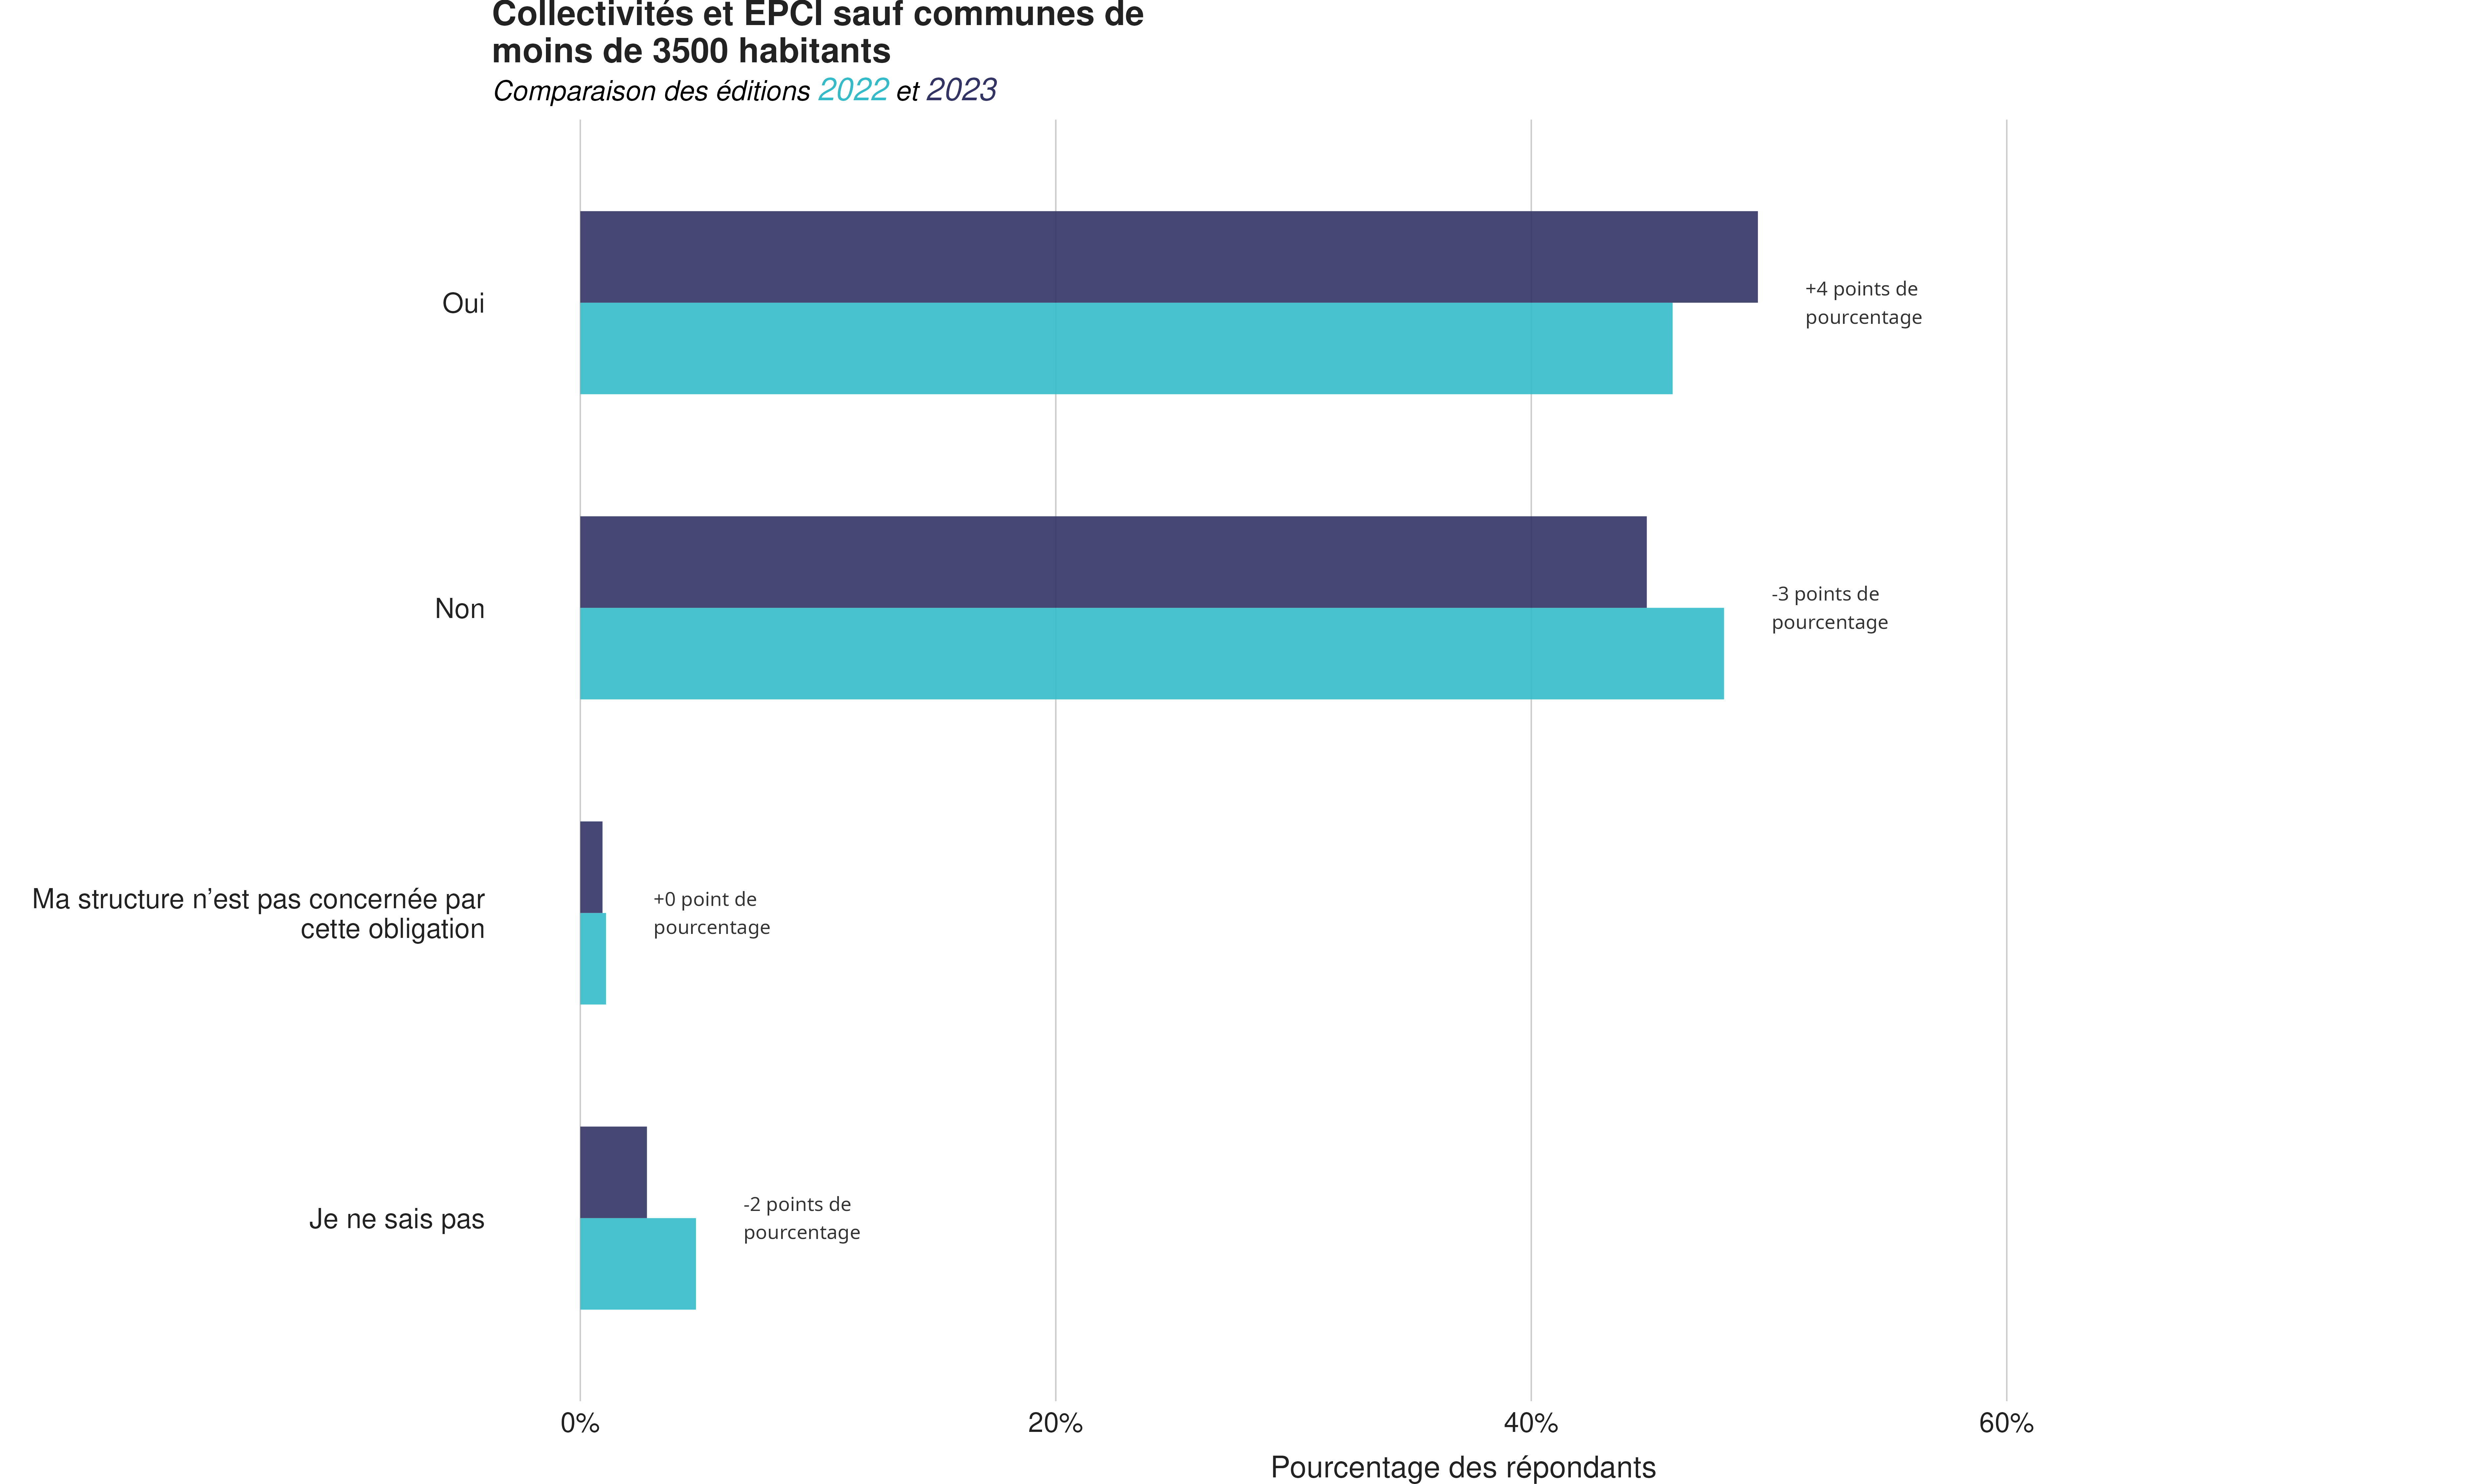 Collectivités et EPCI sauf communes de
moins de 3500 habitants
Comparaison des éditions 2022 et 2023
Oui
+4 points de
pourcentage
Non
-3 points de
pourcentage
Ma structure n’est pas concernée par
cette obligation
+0 point de
pourcentage
Je ne sais pas
-2 points de
pourcentage
0%
20%
40%
60%
Pourcentage des répondants